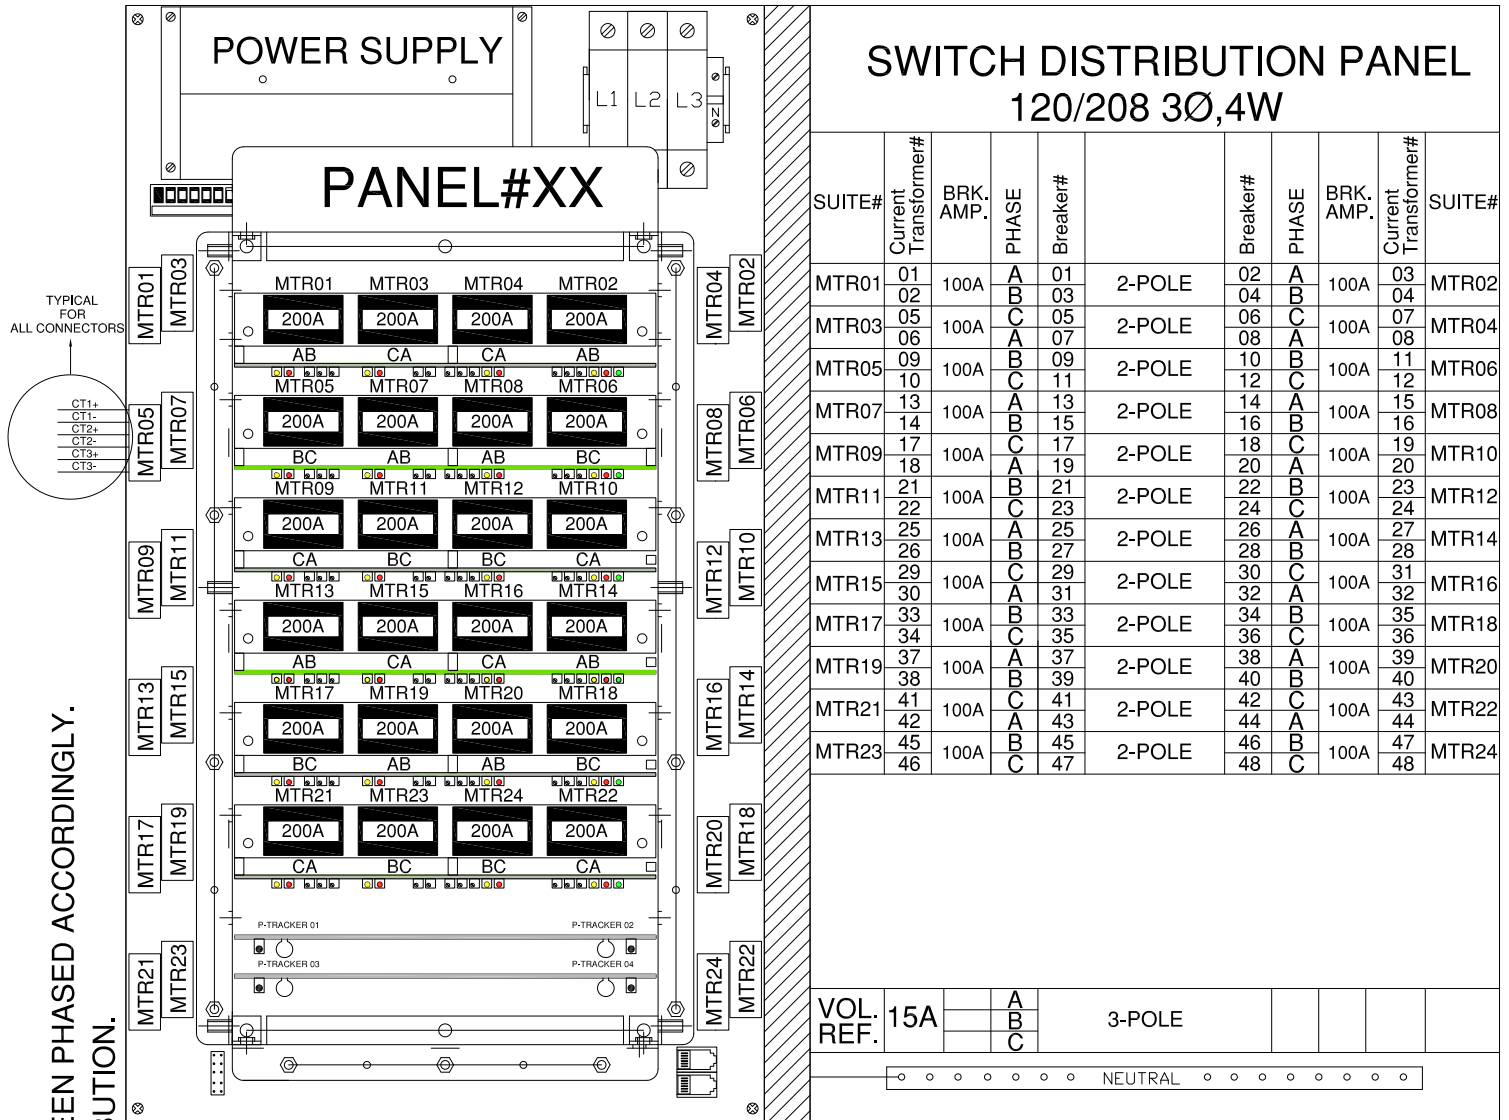 POWER SUPPLY
L1 L2 L3
N
PANEL#XX
TYPICAL
FOR
ALL CONNECTORS
CT1+
CT1-
CT2+
CT2-
CT3+
CT3-
MTR01 MTR03
MTR05 MTR07
MTR09 MTR11
MTR13 MTR15
MTR17 MTR19
MTR21 MTR23
MTR01 MTR03 MTR04 MTR02
200A 200A 200A 200A
AB CA CA AB
MTR05 MTR07 MTR08 MTR06
200A 200A 200A 200A
BC AB AB BC
MTR09 MTR11 MTR12 MTR10
200A 200A 200A 200A
CA BC BC CA
MTR13 MTR15 MTR16 MTR14
200A 200A 200A 200A
AB CA CA AB
MTR17 MTR19 MTR20 MTR18
200A 200A 200A 200A
BC AB AB BC
MTR21 MTR23 MTR24 MTR22
200A 200A 200A 200A
CA BC BC CA
P-TRACKER 01 P-TRACKER 02
P-TRACKER 03 P-TRACKER 04
MTR04 MTR02
MTR08 MTR06
MTR12 MTR10
MTR16 MTR14
MTR20 MTR18
MTR24 MTR22
PHASED ACCORDINGLY.
SWITCH DISTRIBUTION PANEL
120/208 3Ø,4W
SUITE# Current Transformer# BRK. AMP. PHASE Breaker# Breaker# PHASE BRK. AMP. Current Transformer# SUITE#
MTR01 01 100A A 01 2-POLE 02 A 100A 03 MTR02
02 B 03 04 B 04
MTR03 05 100A C 05 2-POLE 06 C 100A 07 MTR04
06 A 07 08 A 08
MTR05 09 100A B 09 2-POLE 10 B 100A 11 MTR06
10 C 11 12 C 12
MTR07 13 100A A 13 2-POLE 14 A 100A 15 MTR08
14 B 15 16 B 16
MTR09 17 100A C 17 2-POLE 18 C 100A 19 MTR10
18 A 19 20 A 20
MTR11 21 100A B 21 2-POLE 22 B 100A 23 MTR12
22 C 23 24 C 24
MTR13 25 100A A 25 2-POLE 26 A 100A 27 MTR14
26 B 27 28 B 28
MTR15 29 100A C 29 2-POLE 30 C 100A 31 MTR16
30 A 31 32 A 32
MTR17 33 100A B 33 2-POLE 34 B 100A 35 MTR18
34 C 35 36 C 36
MTR19 37 100A A 37 2-POLE 38 A 100A 39 MTR20
38 B 39 40 B 40
MTR21 41 100A C 41 2-POLE 42 C 100A 43 MTR22
42 A 43 44 A 44
MTR23 45 100A B 45 2-POLE 46 B 100A 47 MTR24
46 C 47 48 C 48
VOL. REF. 15A A 3-POLE
B
C
NEUTRAL